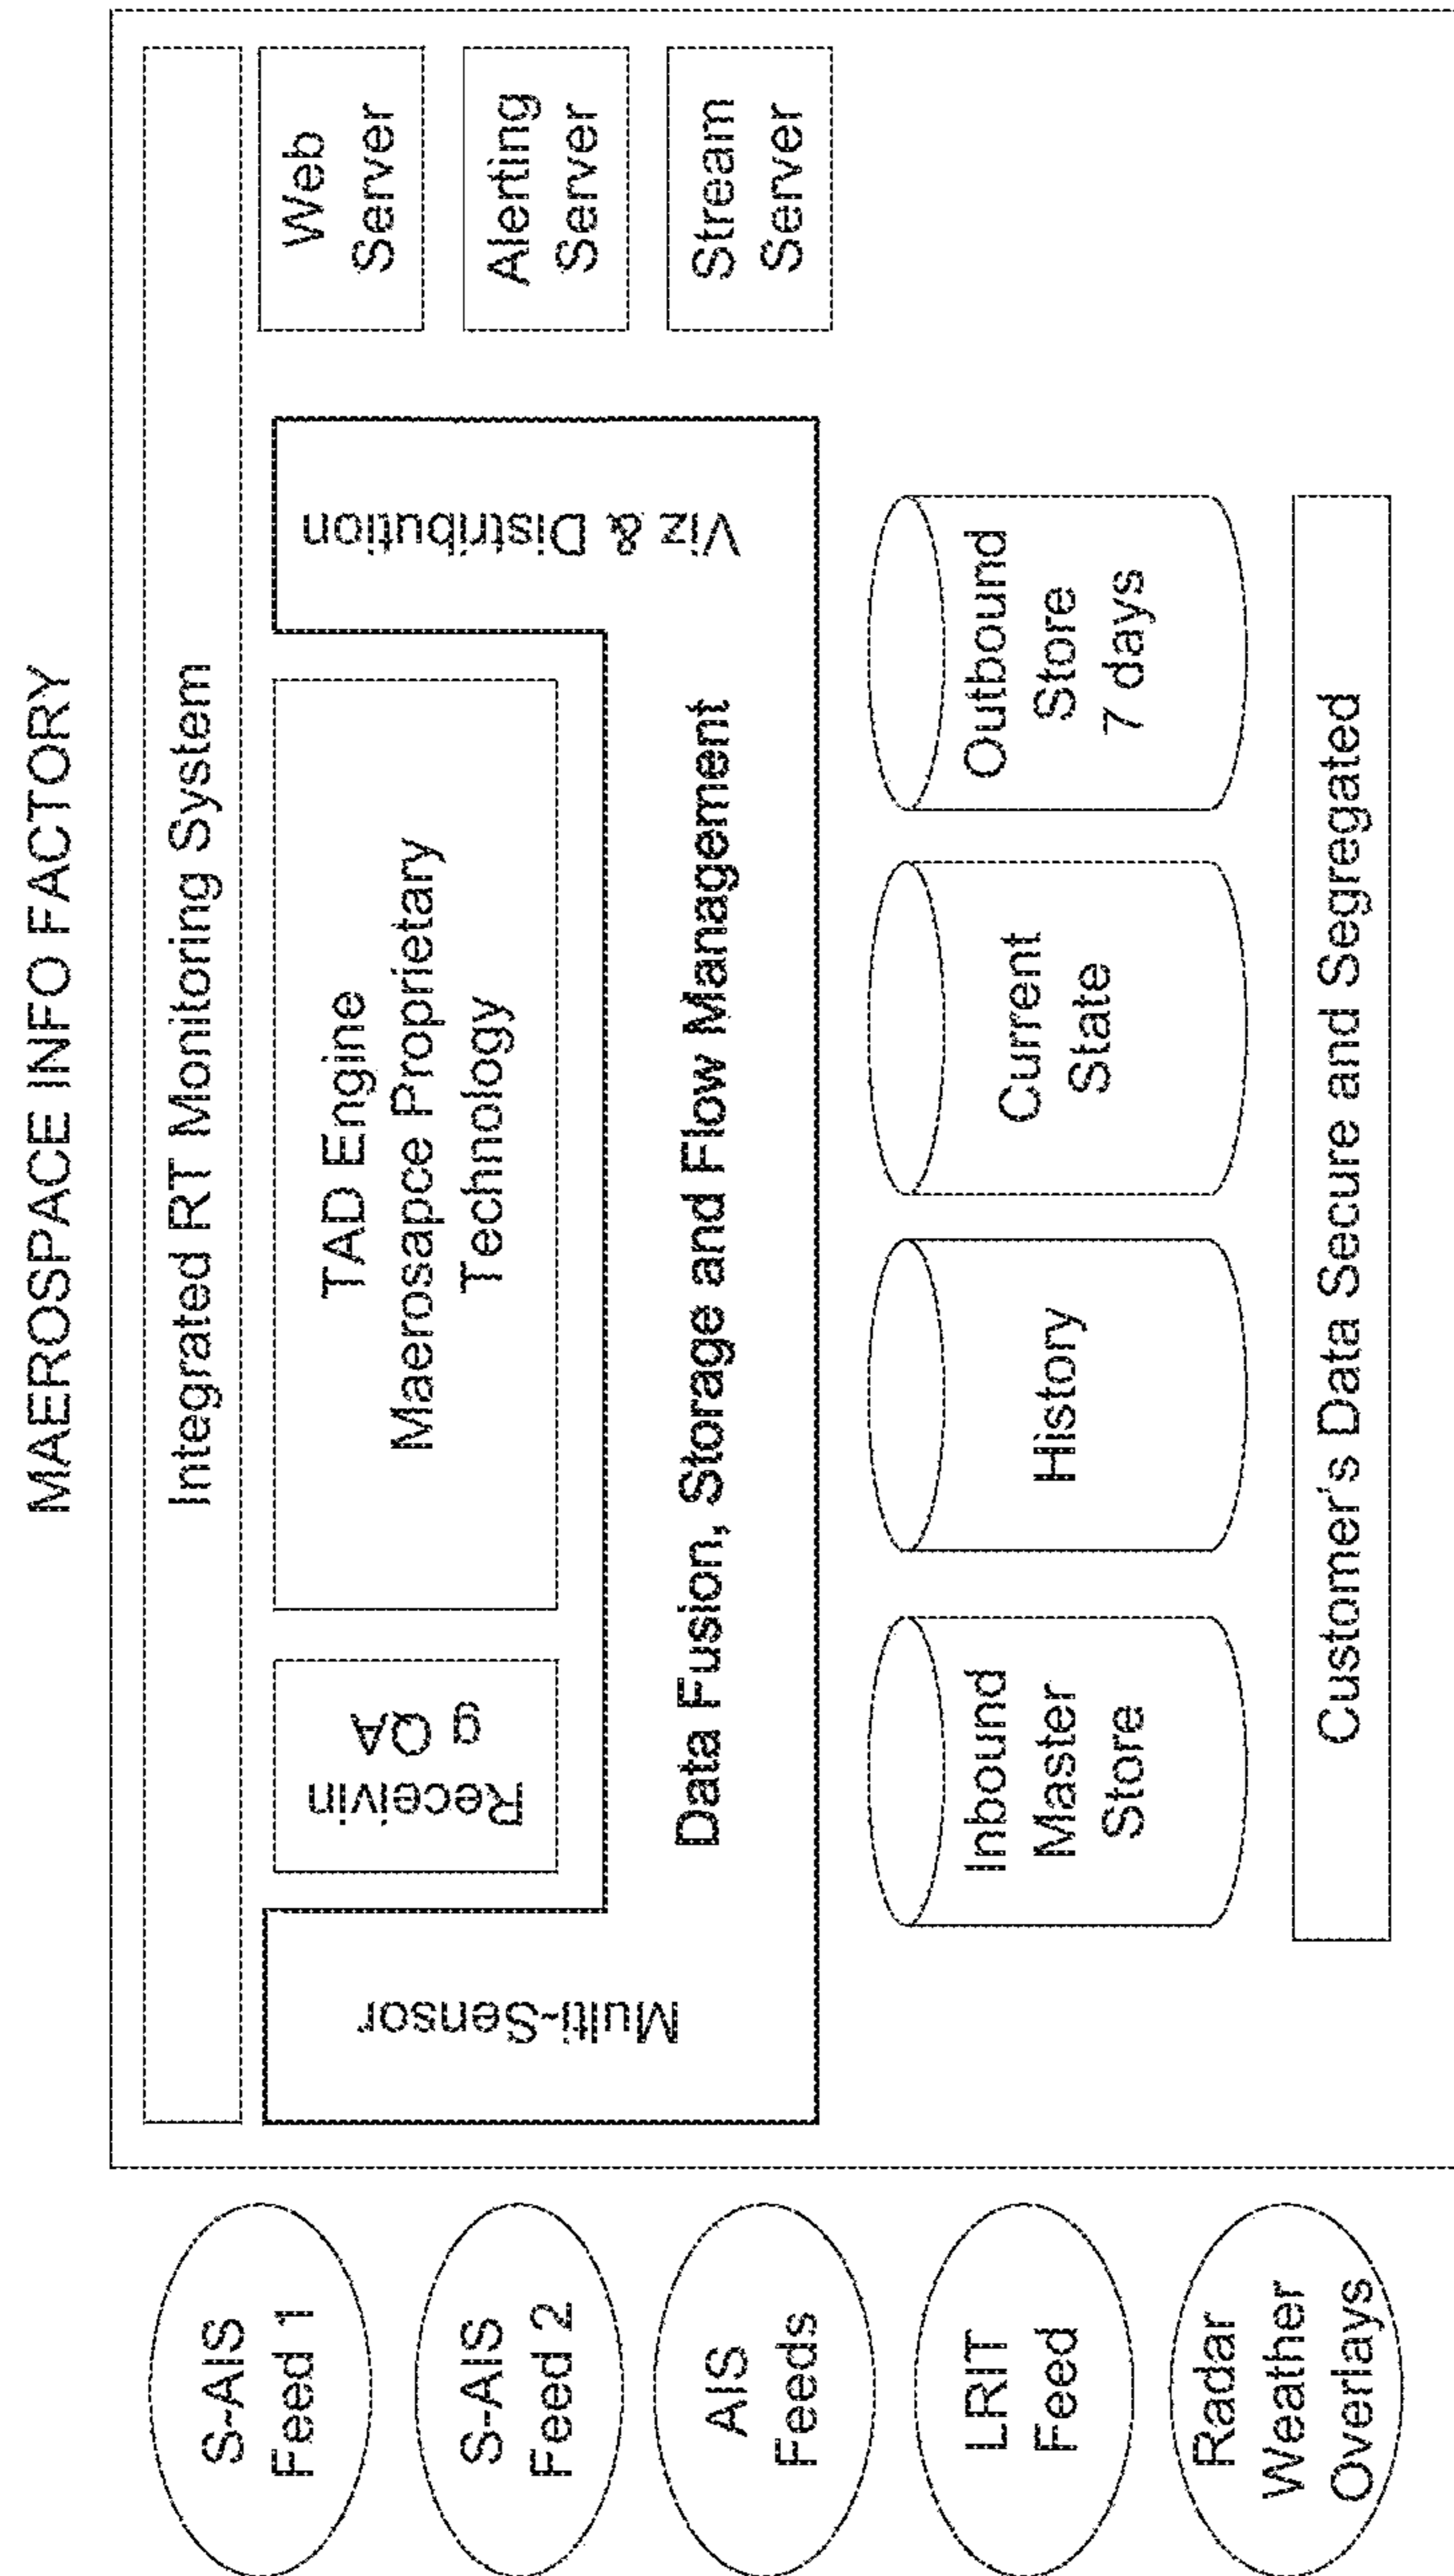 MAEROSPACE INFO FACTORY
S-AIS
Feed 1
S-AIS
Feed 2
AIS
Feeds
LRIT
Feed
Radar
Weather
Overlays
Integrated RT Monitoring System
Multi-Sensor
Receivin
g QA
TAD Engine
Maerosapce Proprietary
Technology
Viz & Distribution
Data Fusion, Storage and Flow Management
Web
Server
Alerting
Server
Stream
Server
Inbound
Master
Store
History
Current
State
Outbound
Store
7 days
Customer's Data Secure and Segregated